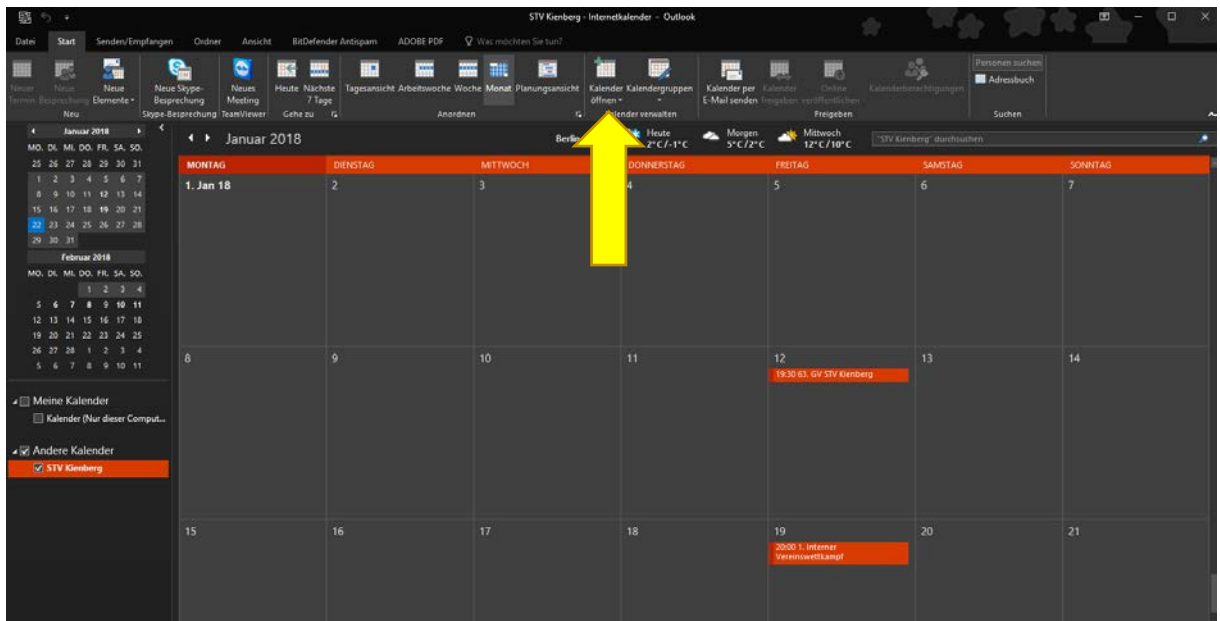 STV Kienberg - Internetkalender - Outlook
Datei Start Senden/Empfangen Ordner Ansicht BitDefender Antispam ADOBE PDF Was möchten Sie tun?
Neuer Termin
Neue Besprechung
Neue Elemente
Neue Skype-Besprechung
Neues Meeting
Heute
Nächste 7 Tage
Tagesansicht Arbeitswoche Woche Monat Planungsansicht
Kalender öffnen
Kalendergruppen
Kalender per E-Mail senden
Kalender freigeben
Online veröffentlichen
Kalenderberechtigungen
Personen suchen
Adressbuch
Neu Skype-Besprechung TeamViewer Gehe zu Anordnen verwalten Freigeben Suchen
Januar 2018
MO. DI. MI. DO. FR. SA. SO.
25 26 27 28 29 30 31
1 2 3 4 5 6 7
8 9 10 11 12 13 14
15 16 17 18 19 20 21
22 23 24 25 26 27 28
29 30 31
Februar 2018
MO. DI. MI. DO. FR. SA. SO.
1 2 3 4
5 6 7 8 9 10 11
12 13 14 15 16 17 18
19 20 21 22 23 24 25
26 27 28 1 2 3 4
5 6 7 8 9 10 11
Meine Kalender
Kalender (Nur dieser Comput...
Andere Kalender
STV Kienberg
Januar 2018
Heute
2°C/-1°C
Morgen
5°C/2°C
Mittwoch
12°C/10°C
"STV Kienberg" durchsuchen
MONTAG DIENSTAG MITTWOCH DONNERSTAG FREITAG SAMSTAG SONNTAG
1. Jan 18 2 3 4 5 6 7
8 9 10 11 12 13 14
19:30 63. GV STV Kienberg
15 16 17 18 19 20 21
20:00 1. Interner
Vereinswettkampf